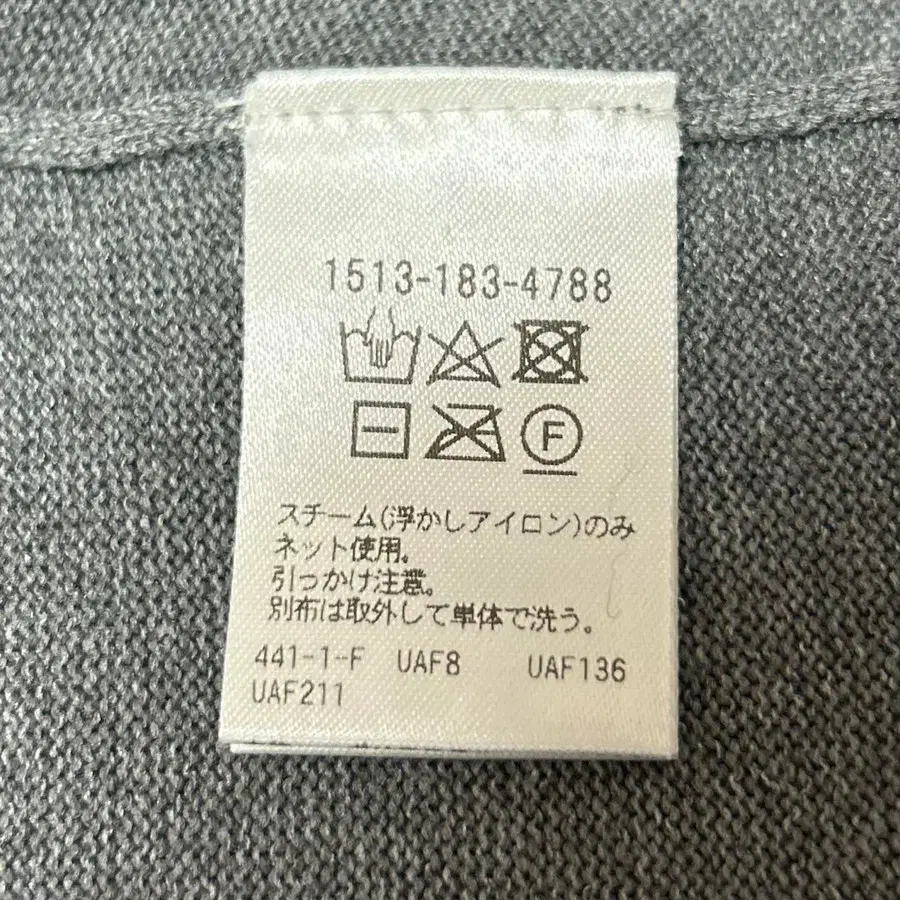 1513-183-4788
F
スチーム(浮かしアイロン)のみ
ネット使用。
引っかけ注意。
別布は取外して単体で洗う。
441-1-F UAF8 UAF136
UAF211